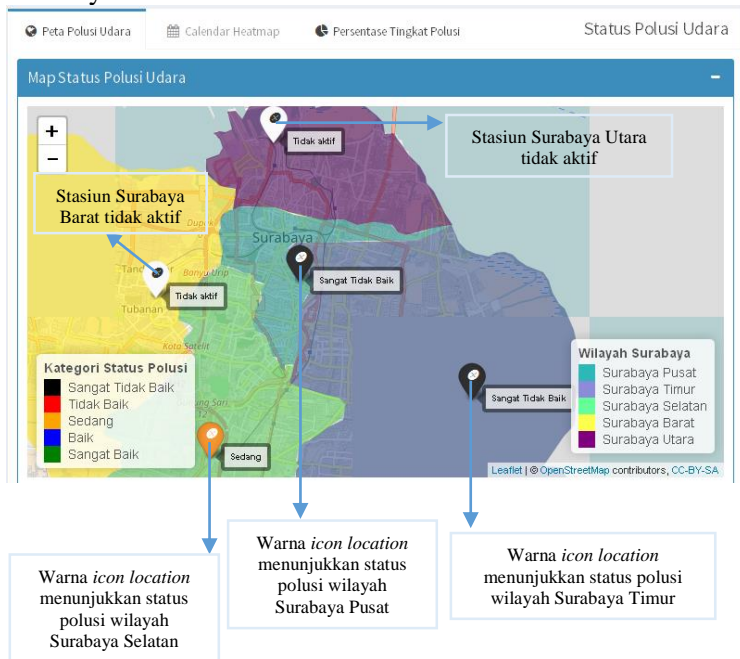 Peta Polusi Udara
Calendar Heatmap
Persentase Tingkat Polusi
Status Polusi Udara
Map Status Polusi Udara
−
+
−
Tidak aktif
Stasiun Surabaya Utara
tidak aktif
Stasiun Surabaya
Barat tidak aktif
Dupak
Surabaya
Banyu Urip
Tubanan
Tidak aktif
Sangat Tidak Baik
Kota Satelit
Kategori Status Polusi
Sangat Tidak Baik
Tidak Baik
Sedang
Baik
Sangat Baik
Sedang
Sangat Tidak Baik
Wilayah Surabaya
Surabaya Pusat
Surabaya Timur
Surabaya Selatan
Surabaya Barat
Surabaya Utara
Leaflet | © OpenStreetMap contributors, CC-BY-SA
Warna icon location
menunjukkan status
polusi wilayah
Surabaya Selatan
Warna icon location
menunjukkan status
polusi wilayah
Surabaya Pusat
Warna icon location
menunjukkan status polusi
wilayah Surabaya Timur